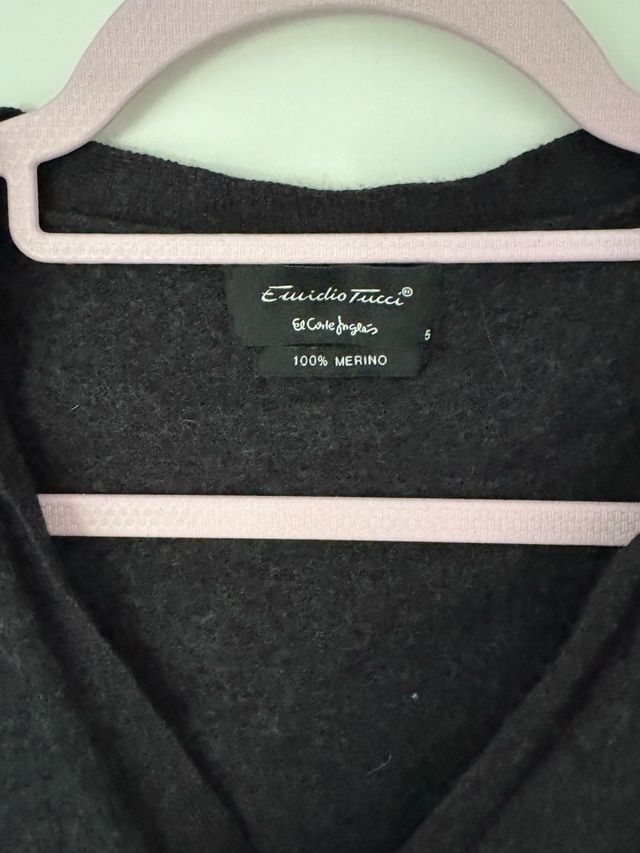 Emidio Tucci®
El Corte Inglés
5
100% MERINO